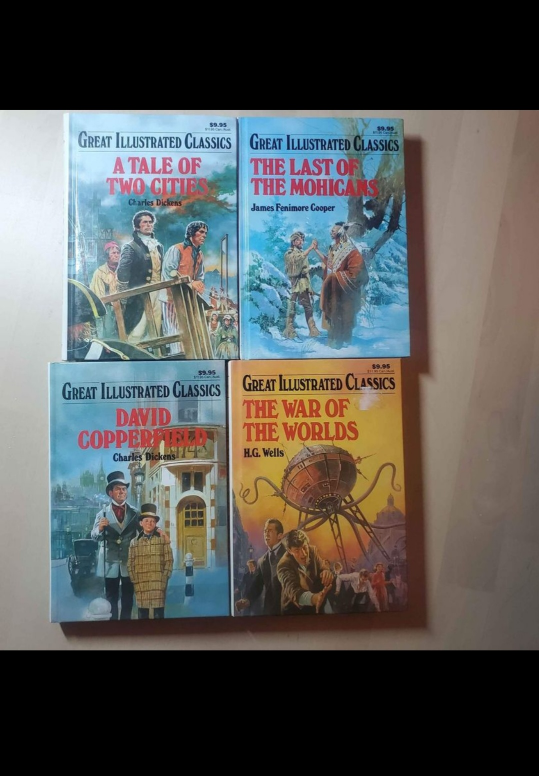 $9.95
GREAT ILLUSTRATED CLASSICS
A TALE OF
TWO CITIES
Charles Dickens
$9.95
GREAT ILLUSTRATED CLASSICS
THE LAST OF
THE MOHICANS
James Fenimore Cooper
$9.95
GREAT ILLUSTRATED CLASSICS
DAVID
COPPERFIELD
Charles Dickens
$9.95
GREAT ILLUSTRATED CLASSICS
THE WAR OF
THE WORLDS
H.G. Wells